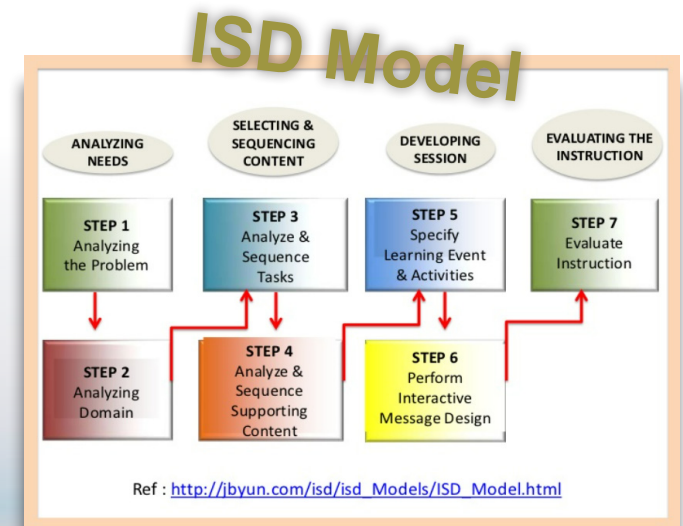 ISD Model
ANALYZING
NEEDS
SELECTING &
SEQUENCING
CONTENT
DEVELOPING
SESSION
EVALUATING THE
INSTRUCTION
STEP 1
Analyzing
the Problem
STEP 3
Analyze &
Sequence
Tasks
STEP 5
Specify
Learning Event
& Activities
STEP 7
Evaluate
Instruction
STEP 2
Analyzing
Domain
STEP 4
Analyze &
Sequence
Supporting
Content
STEP 6
Perform
Interactive
Message Design
Ref : http://jbyun.com/isd/isd_Models/ISD_Model.html